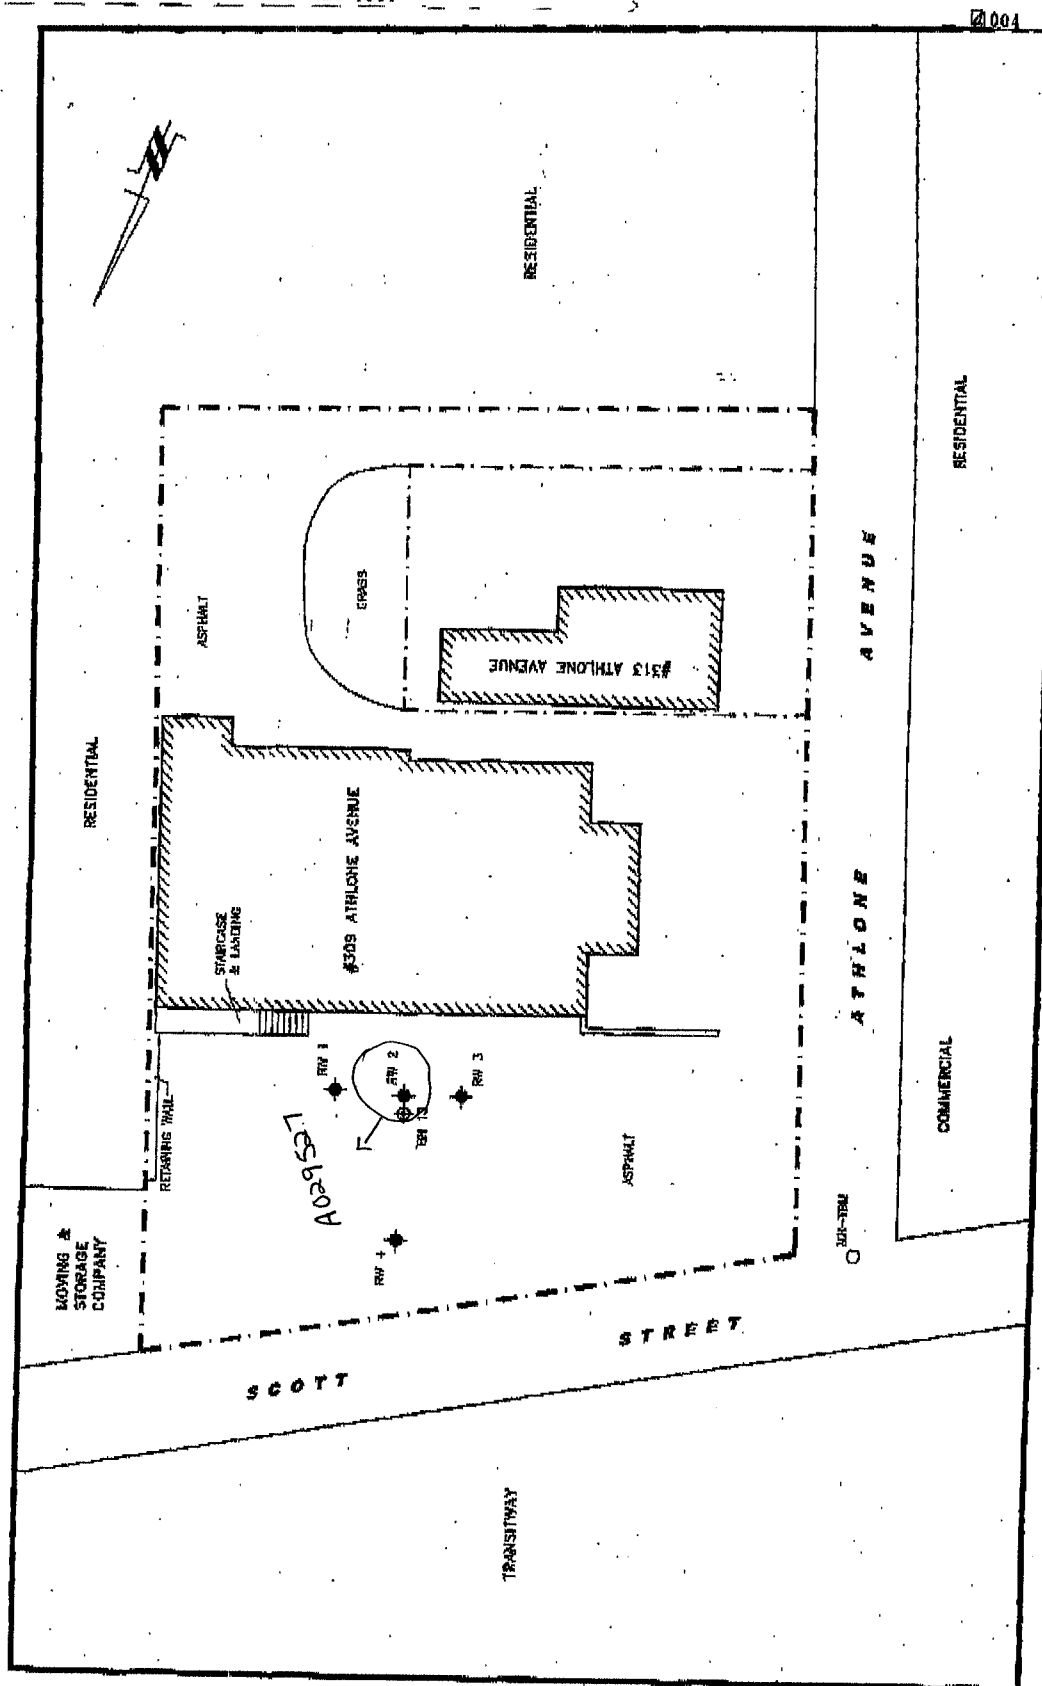 004
RESIDENTIAL
RESIDENTIAL
ASPHALT
GRASS
#313 ATHLONE AVENUE
AVENUE
RESIDENTIAL
#309 ATHLONE AVENUE
STAIRCASE
& LANDING
ATHLONE
RW 1
RW 2
RW 3
RETAINING WALL
A029527
ASPHALT
COMMERCIAL
RW 4
MOVING &
STORAGE
COMPANY
STREET
SCOTT
TRANSITWAY